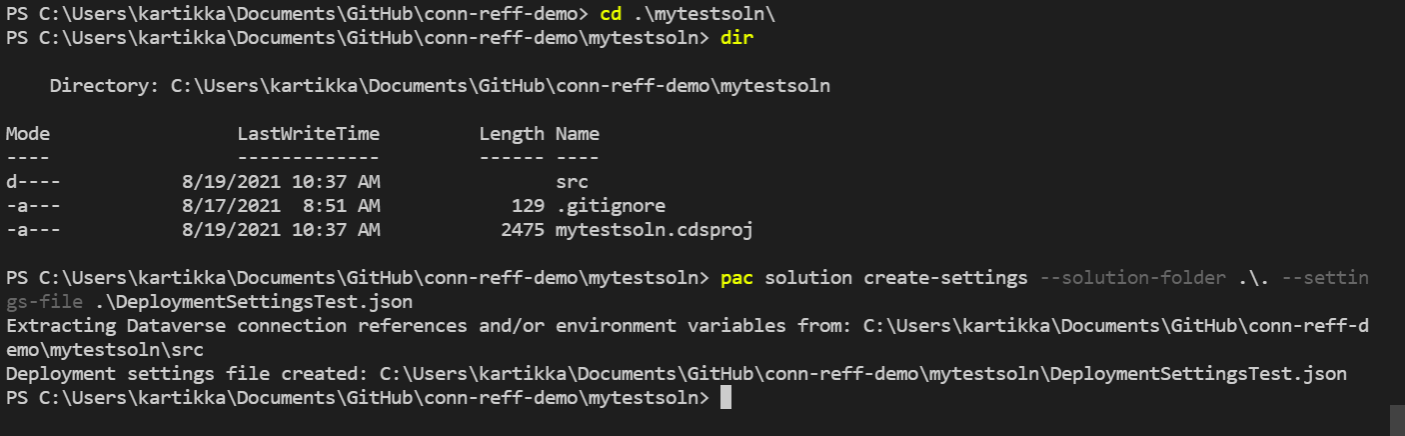 PS C:\Users\kartikka\Documents\GitHub\conn-reff-demo> cd .\mytestsoln\
PS C:\Users\kartikka\Documents\GitHub\conn-reff-demo\mytestsoln> dir
    Directory: C:\Users\kartikka\Documents\GitHub\conn-reff-demo\mytestsoln
Mode                 LastWriteTime         Length Name
----                 -------------         ------ ----
d----           8/19/2021 10:37 AM                src
-a---           8/17/2021  8:51 AM            129 .gitignore
-a---           8/19/2021 10:37 AM           2475 mytestsoln.cdsproj
PS C:\Users\kartikka\Documents\GitHub\conn-reff-demo\mytestsoln> pac solution create-settings --solution-folder .\. --settin
gs-file .\DeploymentSettingsTest.json
Extracting Dataverse connection references and/or environment variables from: C:\Users\kartikka\Documents\GitHub\conn-reff-d
emo\mytestsoln\src
Deployment settings file created: C:\Users\kartikka\Documents\GitHub\conn-reff-demo\mytestsoln\DeploymentSettingsTest.json
PS C:\Users\kartikka\Documents\GitHub\conn-reff-demo\mytestsoln>